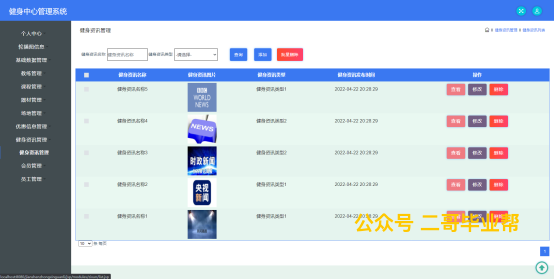 健身中心管理系统
个人中心
轮播图信息
基础数据管理
教练管理
课程管理
器材管理
场地管理
优惠信息管理
健身资讯管理
健身资讯管理
会员管理
员工管理
健身资讯管理
健身资讯管理 健身资讯列表
健身资讯名称 健身资讯名称 健身资讯类型 -请选择- 查询 添加 批量删除
健身资讯名称 健身资讯图片 健身资讯类型 健身资讯发布时间 操作
健身资讯名称5 BBC WORLD NEWS 健身资讯类型1 2022-04-22 20:28:29 查看 修改 删除
健身资讯名称4 NEWS 健身资讯类型1 2022-04-22 20:28:29 查看 修改 删除
健身资讯名称3 时政新闻 健身资讯类型1 2022-04-22 20:28:29 查看 修改 删除
健身资讯名称2 央视新闻 健身资讯类型1 2022-04-22 20:28:29 查看 修改 删除
健身资讯名称1 健身资讯类型1 2022-04-22 20:28:29 查看 修改 删除
公众号 二哥毕业帮
10 条 每页
1